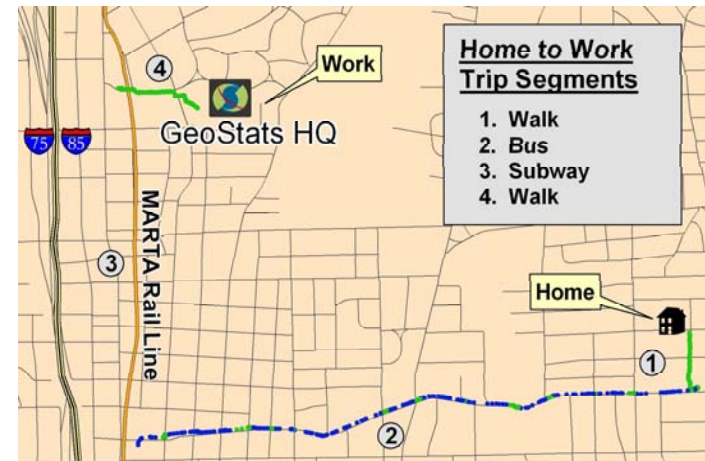 Home to Work
Trip Segments
1. Walk
2. Bus
3. Subway
4. Walk
4
Work
GeoStats HQ
75
85
MARTA Rail Line
3
Home
1
2